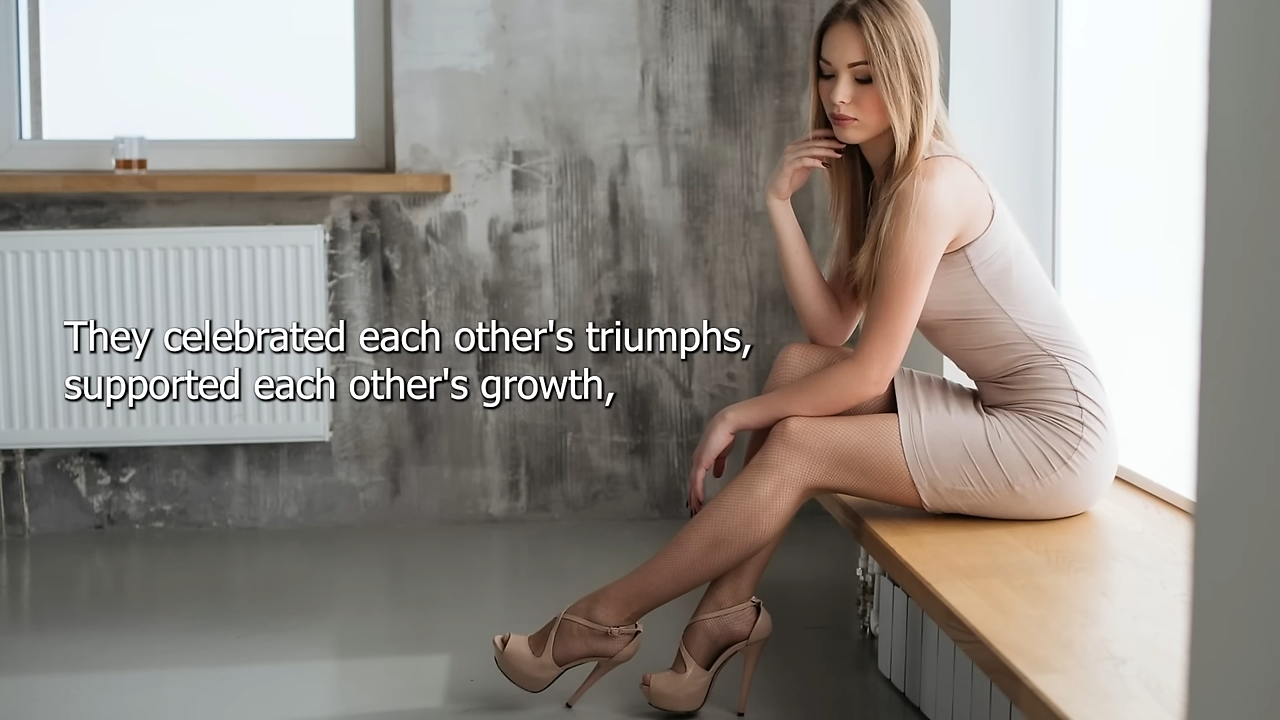 They celebrated each other's triumphs,
supported each other's growth,